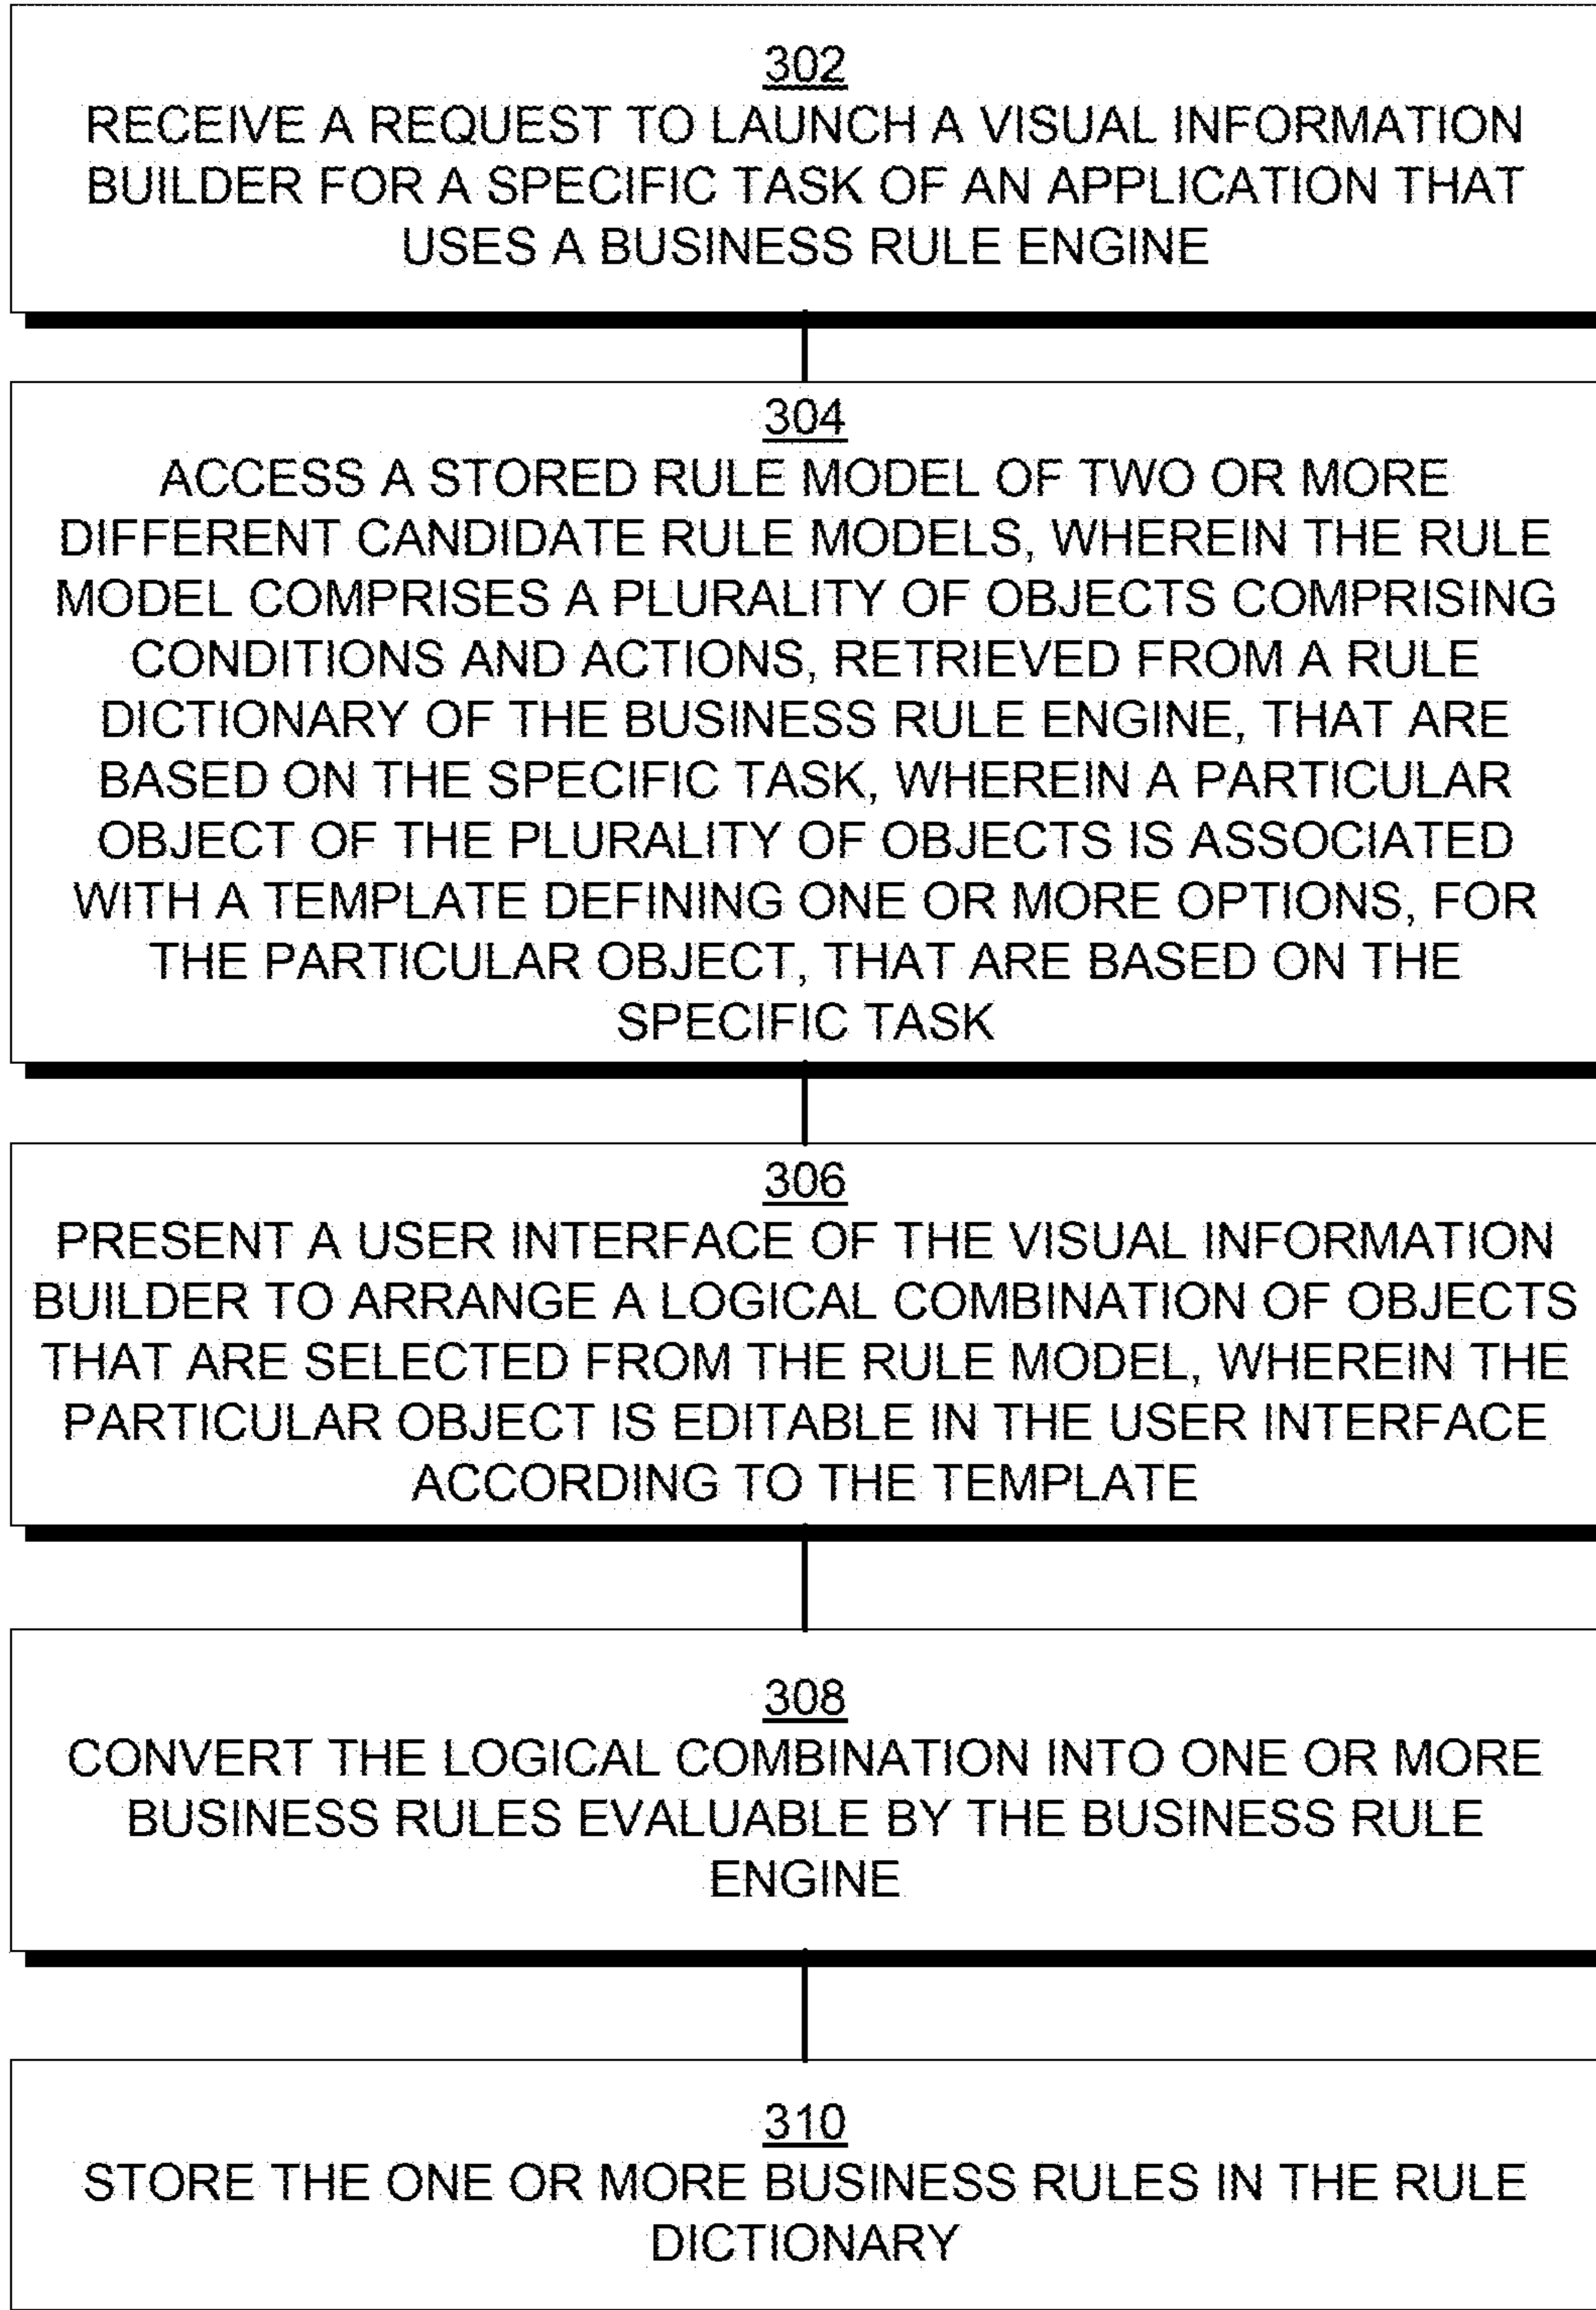 302
RECEIVE A REQUEST TO LAUNCH A VISUAL INFORMATION
BUILDER FOR A SPECIFIC TASK OF AN APPLICATION THAT
USES A BUSINESS RULE ENGINE
304
ACCESS A STORED RULE MODEL OF TWO OR MORE
DIFFERENT CANDIDATE RULE MODELS, WHEREIN THE RULE
MODEL COMPRISES A PLURALITY OF OBJECTS COMPRISING
CONDITIONS AND ACTIONS, RETRIEVED FROM A RULE
DICTIONARY OF THE BUSINESS RULE ENGINE, THAT ARE
BASED ON THE SPECIFIC TASK, WHEREIN A PARTICULAR
OBJECT OF THE PLURALITY OF OBJECTS IS ASSOCIATED
WITH A TEMPLATE DEFINING ONE OR MORE OPTIONS, FOR
THE PARTICULAR OBJECT, THAT ARE BASED ON THE
SPECIFIC TASK
306
PRESENT A USER INTERFACE OF THE VISUAL INFORMATION
BUILDER TO ARRANGE A LOGICAL COMBINATION OF OBJECTS
THAT ARE SELECTED FROM THE RULE MODEL, WHEREIN THE
PARTICULAR OBJECT IS EDITABLE IN THE USER INTERFACE
ACCORDING TO THE TEMPLATE
308
CONVERT THE LOGICAL COMBINATION INTO ONE OR MORE
BUSINESS RULES EVALUABLE BY THE BUSINESS RULE
ENGINE
310
STORE THE ONE OR MORE BUSINESS RULES IN THE RULE
DICTIONARY